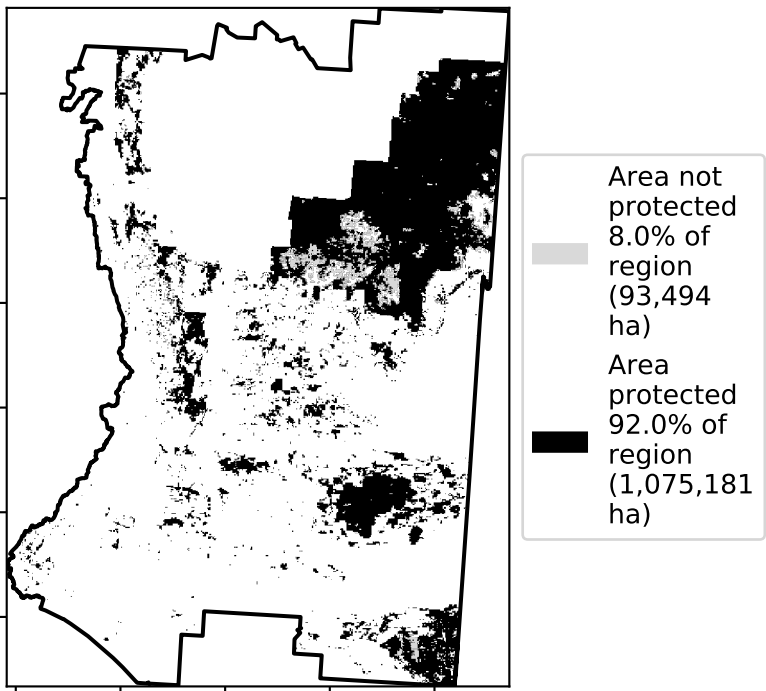 Area not
protected
8.0% of
region
(93,494
ha)
Area
protected
92.0% of
region
(1,075,181
ha)